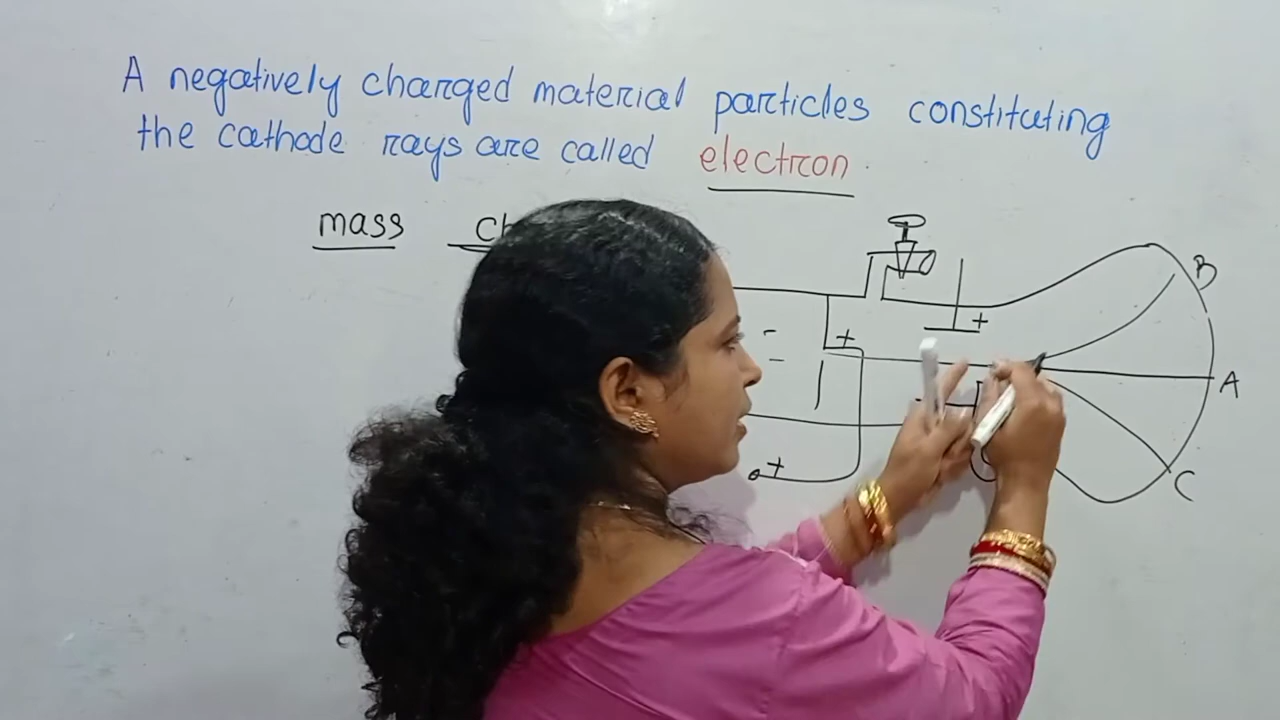 A negatively charged material particles constituting
the cathode rays are called electron.
mass
+ B
- +
- A
+ C